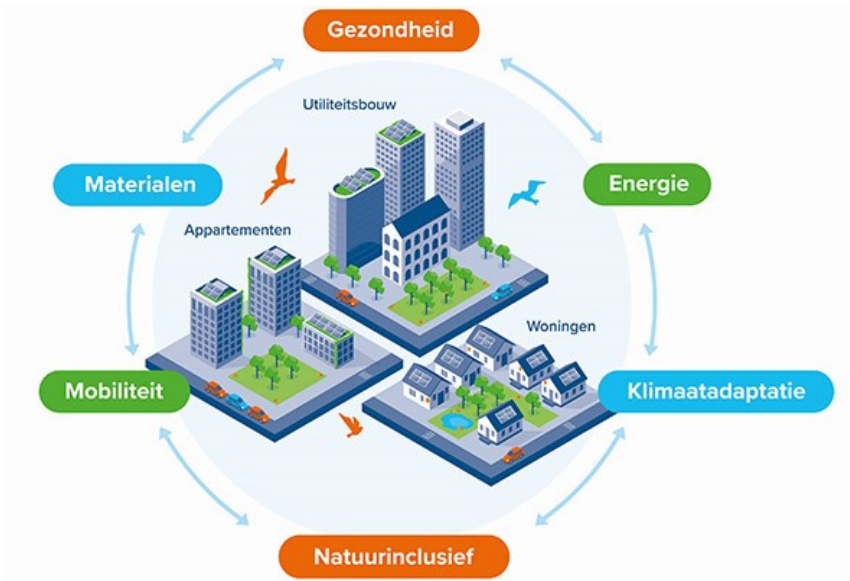 Gezondheid
Utiliteitsbouw
Materialen
Energie
Appartementen
Woningen
Mobiliteit
Klimaatadaptatie
Natuurinclusief